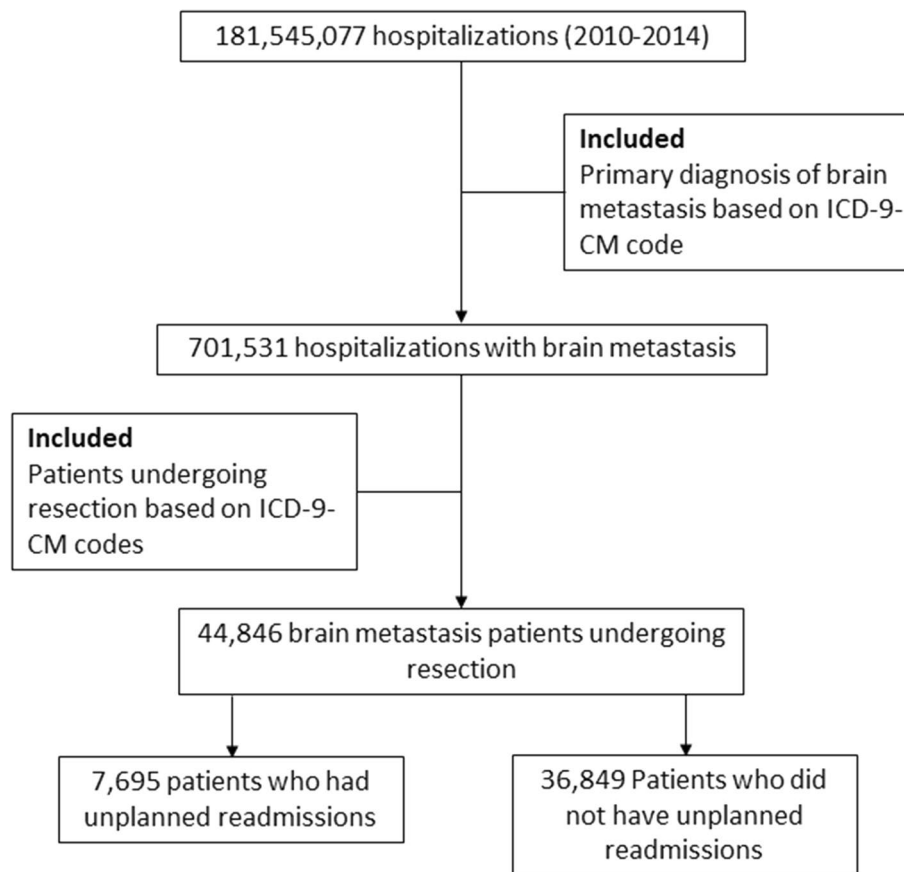 181,545,077 hospitalizations (2010-2014)
Included
Primary diagnosis of brain
metastasis based on ICD-9-
CM code
701,531 hospitalizations with brain metastasis
Included
Patients undergoing
resection based on ICD-9-
CM codes
44,846 brain metastasis patients undergoing
resection
7,695 patients who had
unplanned readmissions
36,849 Patients who did
not have unplanned
readmissions